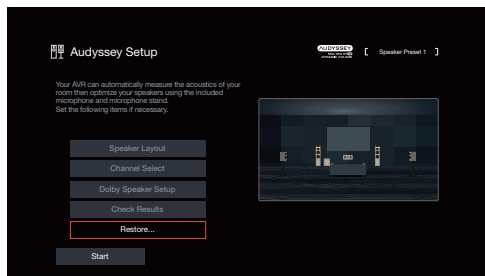 Audyssey Setup
AUDYSSEY
DYNAMIC VOLUME
[ Speaker Preset 1 ]
Your AVR can automatically measure the acoustics of your
room then optimize your speakers using the included
microphone and microphone stand.
Set the following items if necessary.
Speaker Layout
Channel Select
Dolby Speaker Setup
Check Results
Restore...
Start